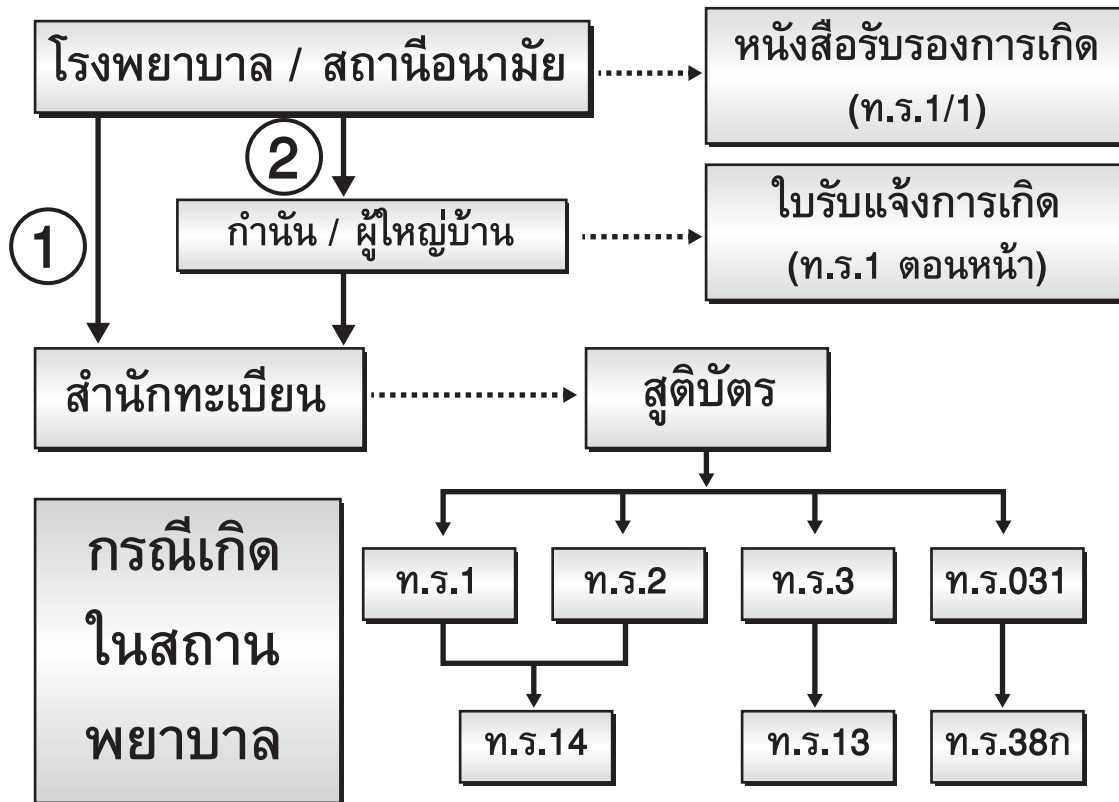 โรงพยาบาล / สถานีอนามัย
หนังสือรับรองการเกิด
(ท.ร.1/1)
2
1
กำนัน / ผู้ใหญ่บ้าน
ใบรับแจ้งการเกิด
(ท.ร.1 ตอนหน้า)
สำนักทะเบียน
สูติบัตร
กรณีเกิด
ในสถาน
พยาบาล
ท.ร.1
ท.ร.2
ท.ร.3
ท.ร.031
ท.ร.14
ท.ร.13
ท.ร.38ก